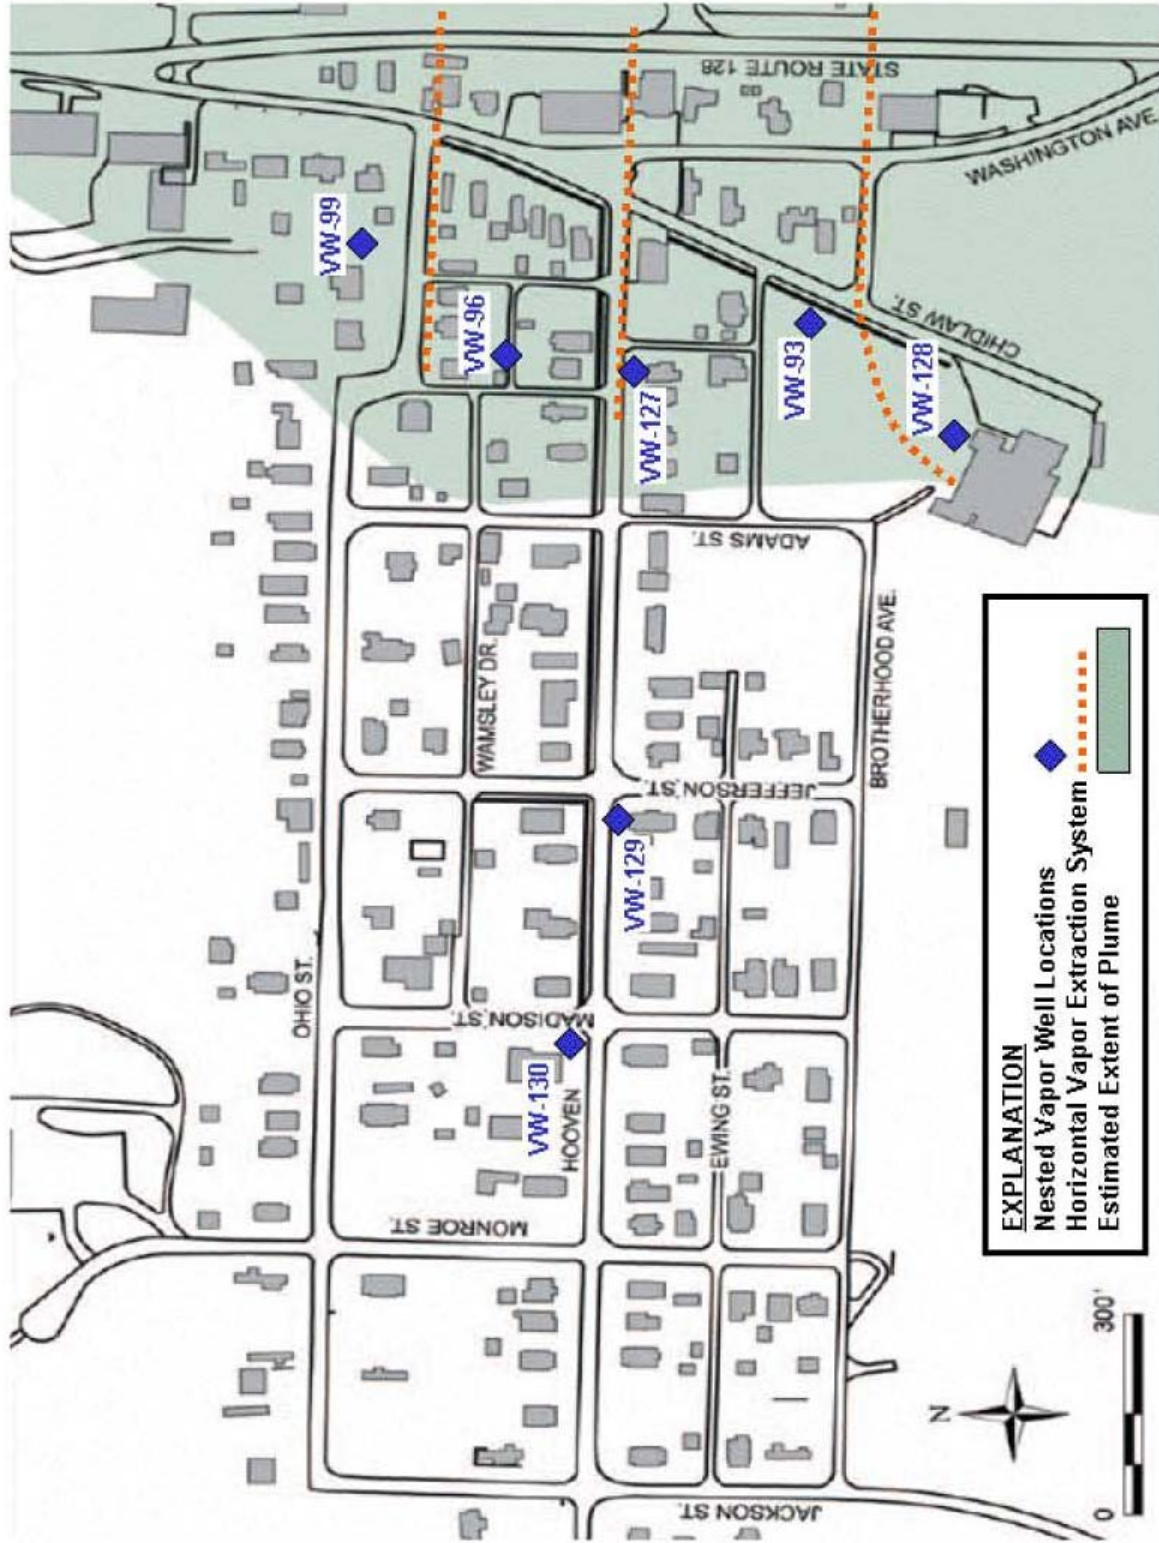 STATE ROUTE 128
WASHINGTON AVE.
VW-99
VW-96
CHIDLAW ST.
VW-93
VW-128
VW-127
ADAMS ST.
WAMSLEY DR.
BROTHERHOOD AVE.
JEFFERSON ST.
VW-129
OHIO ST.
MADISON ST.
VW-130
HOOVEN
EWING ST.
MONROE ST.
JACKSON ST.
EXPLANATION
Nested Vapor Well Locations
Horizontal Vapor Extraction System
Estimated Extent of Plume
N
0 300'